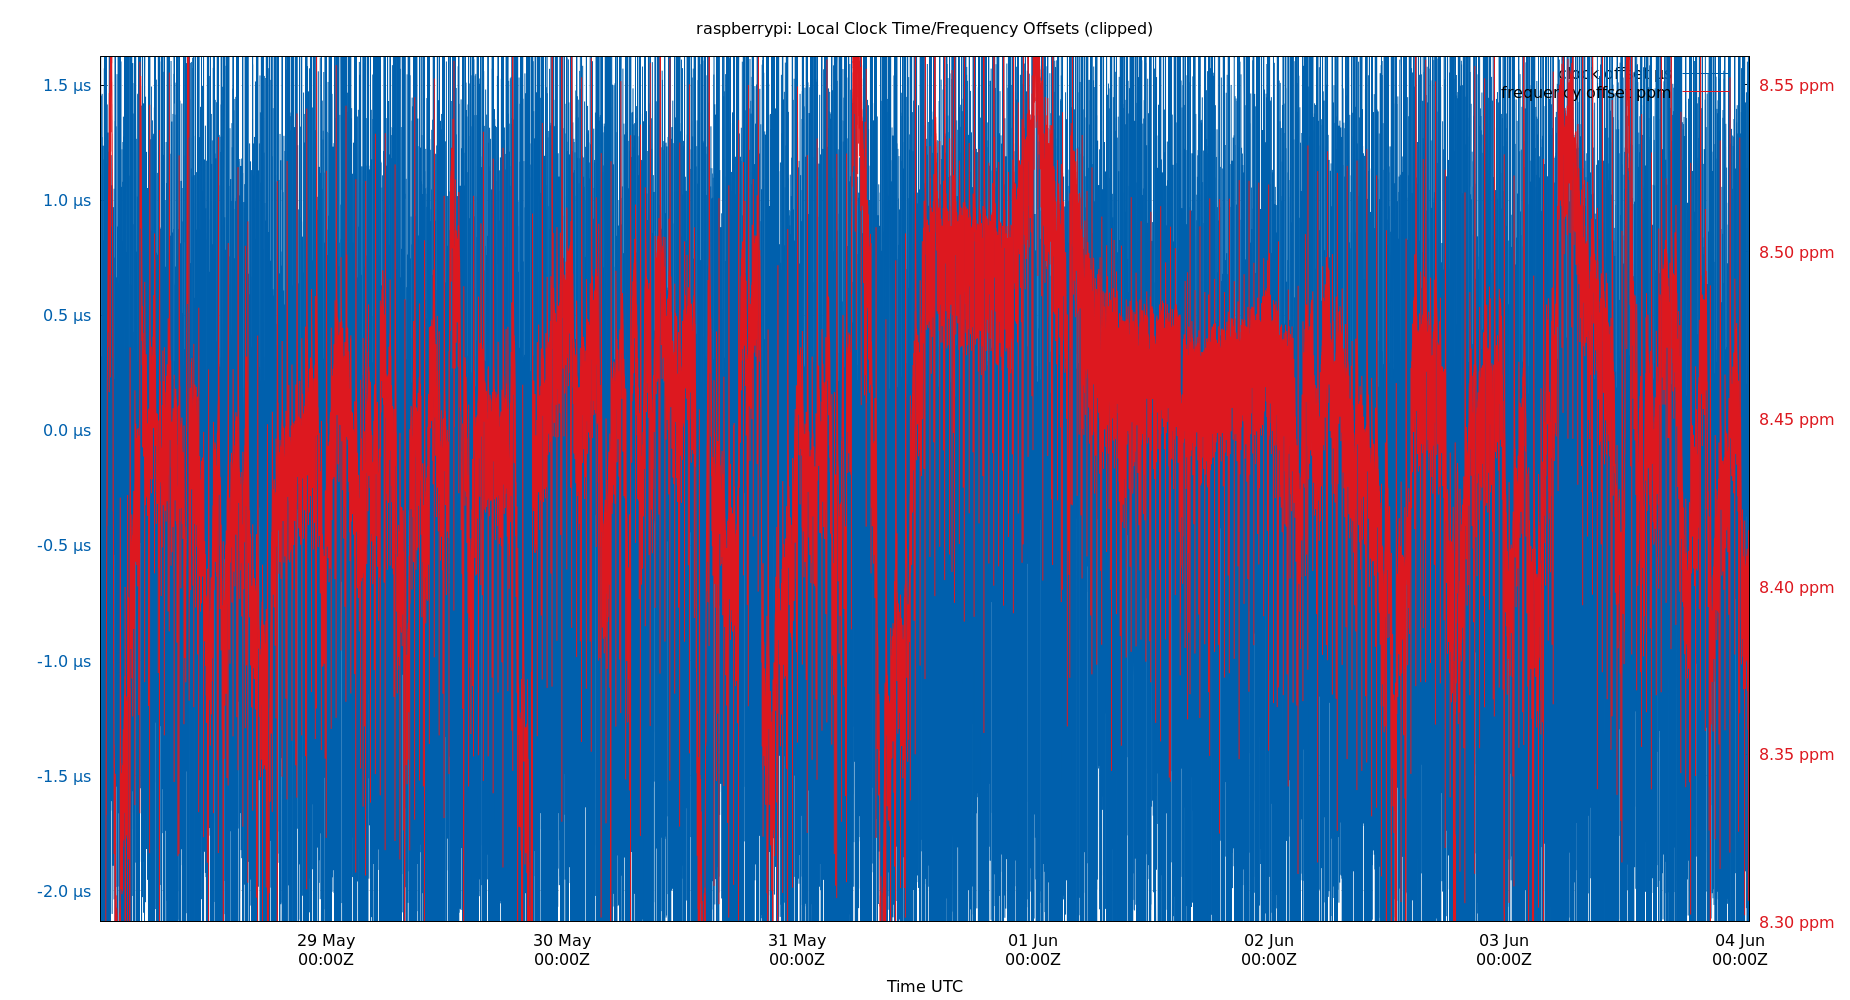 raspberrypi: Local Clock Time/Frequency Offsets (clipped)
clock offset µs
frequency offset ppm
1.5 µs
1.0 µs
0.5 µs
0.0 µs
-0.5 µs
-1.0 µs
-1.5 µs
-2.0 µs
8.55 ppm
8.50 ppm
8.45 ppm
8.40 ppm
8.35 ppm
8.30 ppm
29 May
00:00Z
30 May
00:00Z
31 May
00:00Z
01 Jun
00:00Z
02 Jun
00:00Z
03 Jun
00:00Z
04 Jun
00:00Z
Time UTC